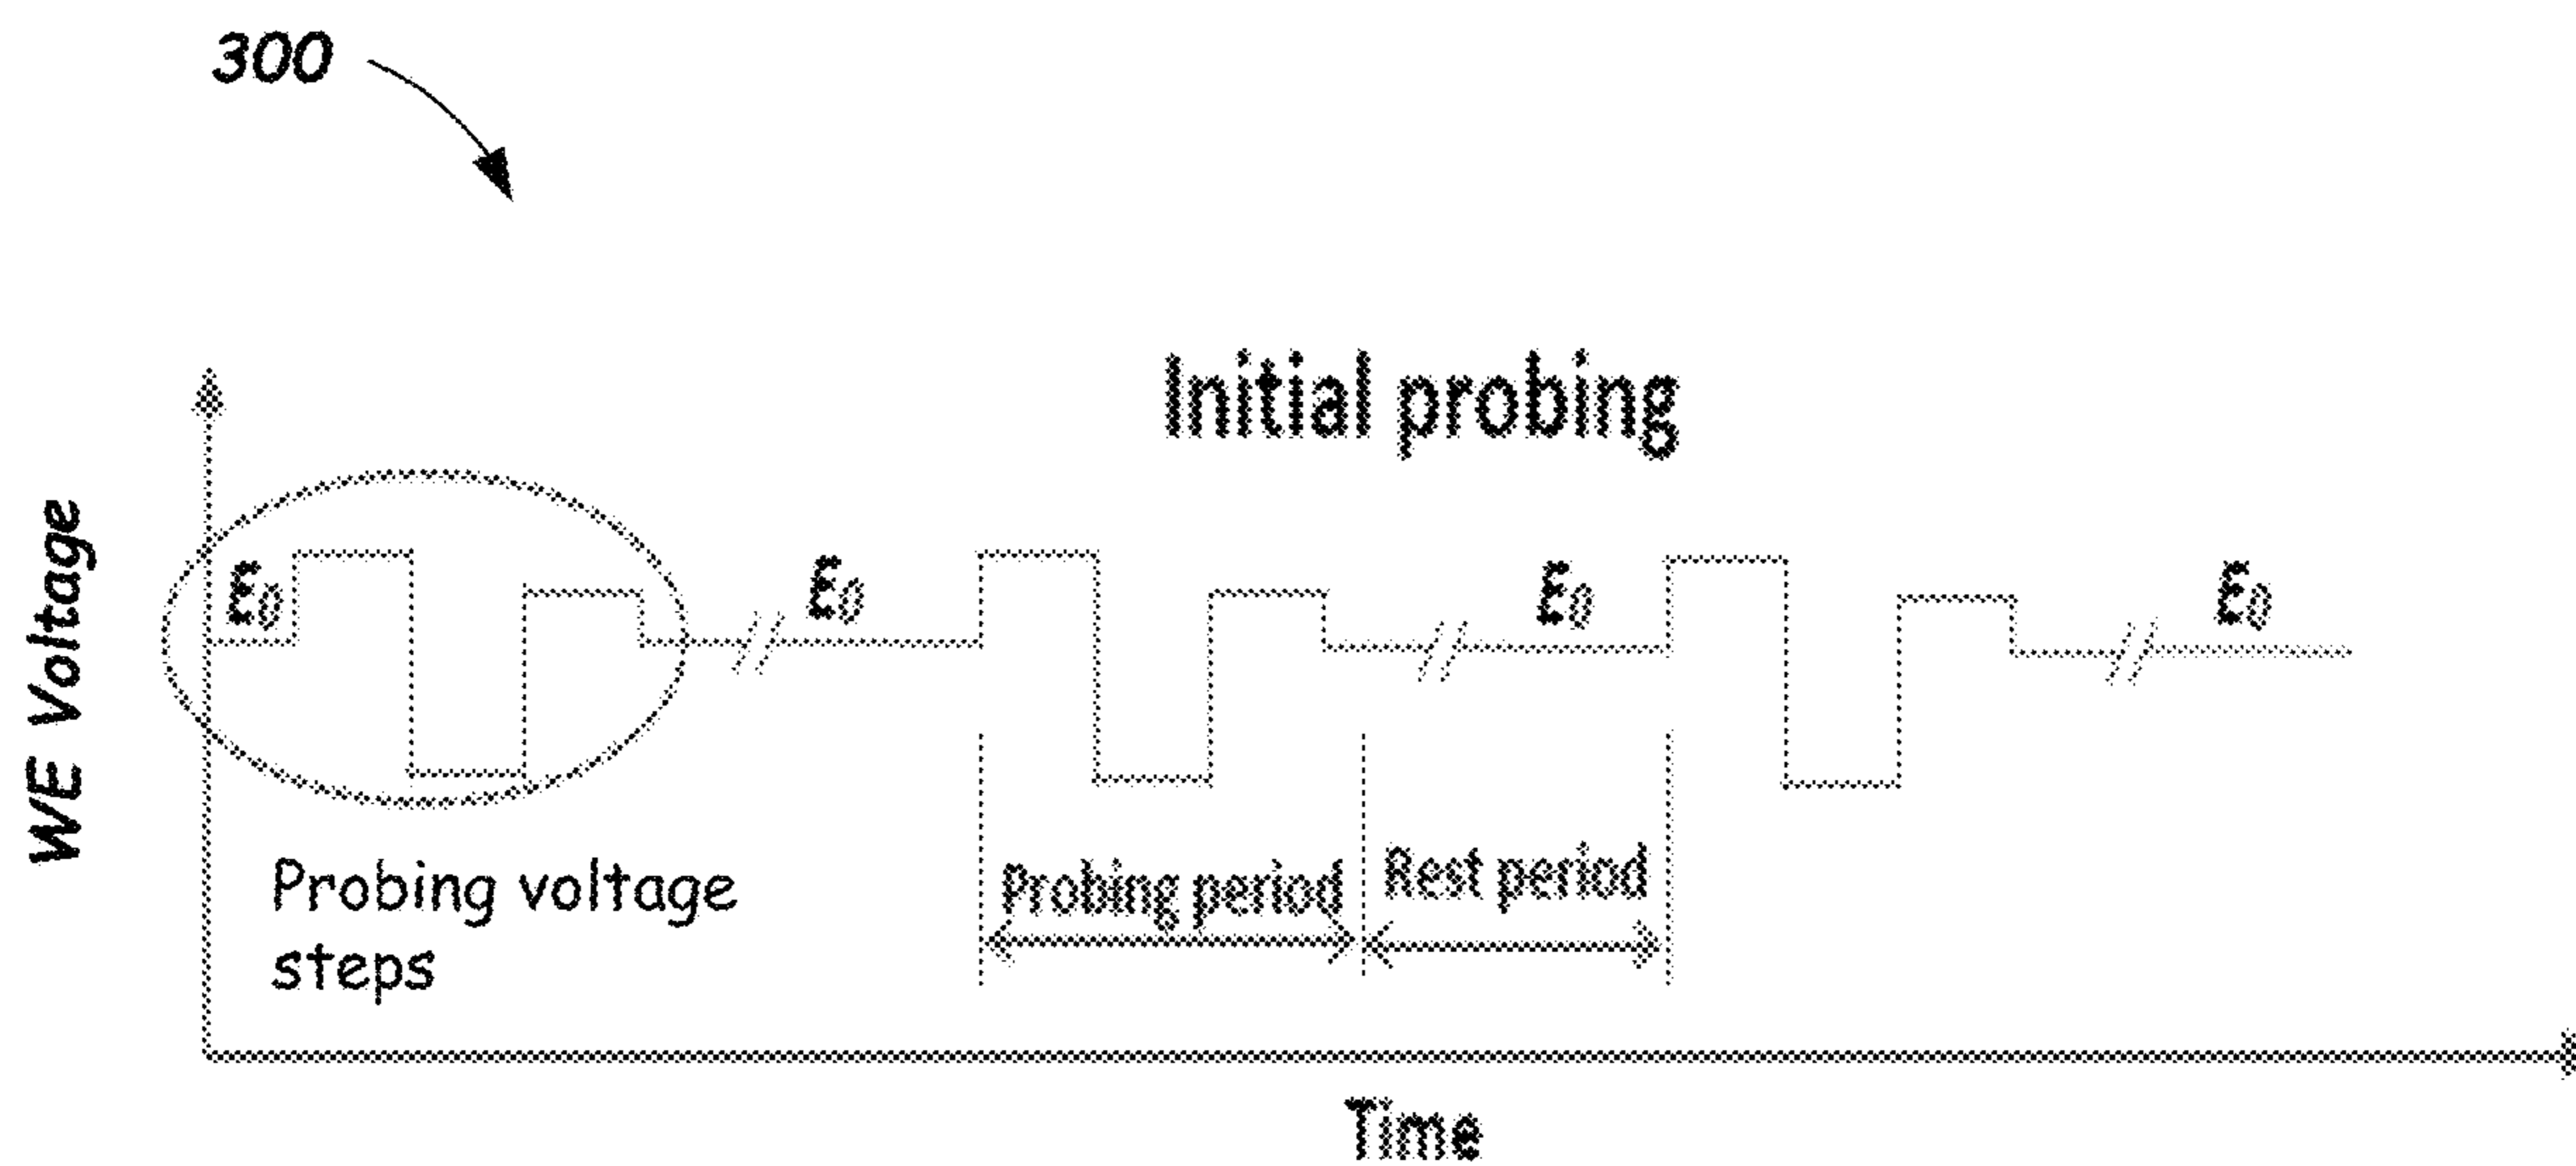 300
Initial probing
WE Voltage
E0
E0
E0
E0
Probing voltage
steps
Probing period
Rest period
Time